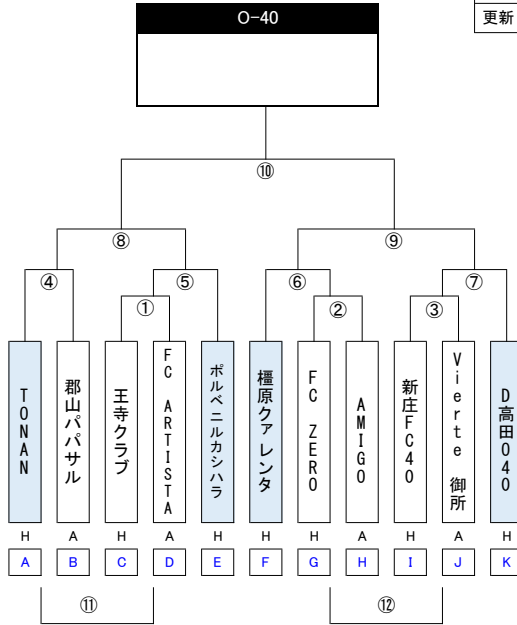 O-40
更新
⑩
⑧
⑨
④
⑤
⑥
⑦
①
②
③
TONAN
郡山パパサル
王寺クラブ
FC ARTISTA
ポルベニルカシハラ
橿原クァレンタ
FC ZERO
AMIGO
新庄FC40
Vierte 御所
D高田O40
H A H A H H H A H A H
A B C D E F G H I J K
⑪
⑫